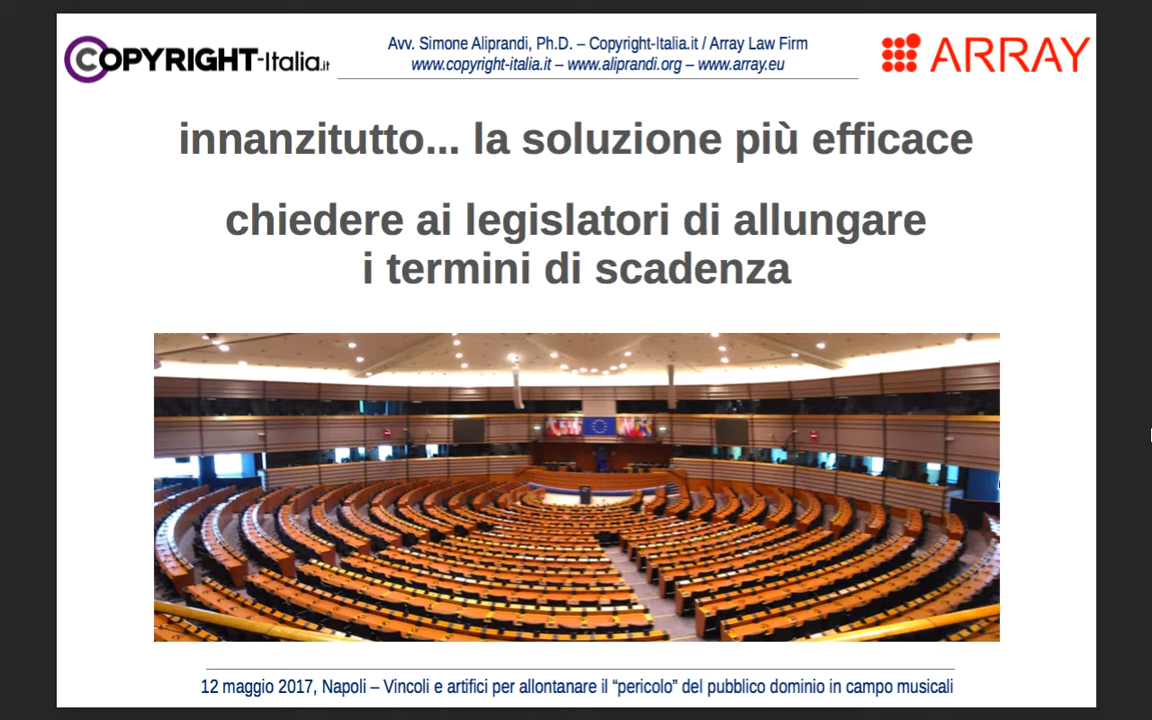 COPYRIGHT-Italia.it
Avv. Simone Aliprandi, Ph.D. – Copyright-Italia.it / Array Law Firm
www.copyright-italia.it – www.aliprandi.org – www.array.eu
ARRAY
innanzitutto... la soluzione più efficace
chiedere ai legislatori di allungare
i termini di scadenza
12 maggio 2017, Napoli – Vincoli e artifici per allontanare il “pericolo” del pubblico dominio in campo musicali